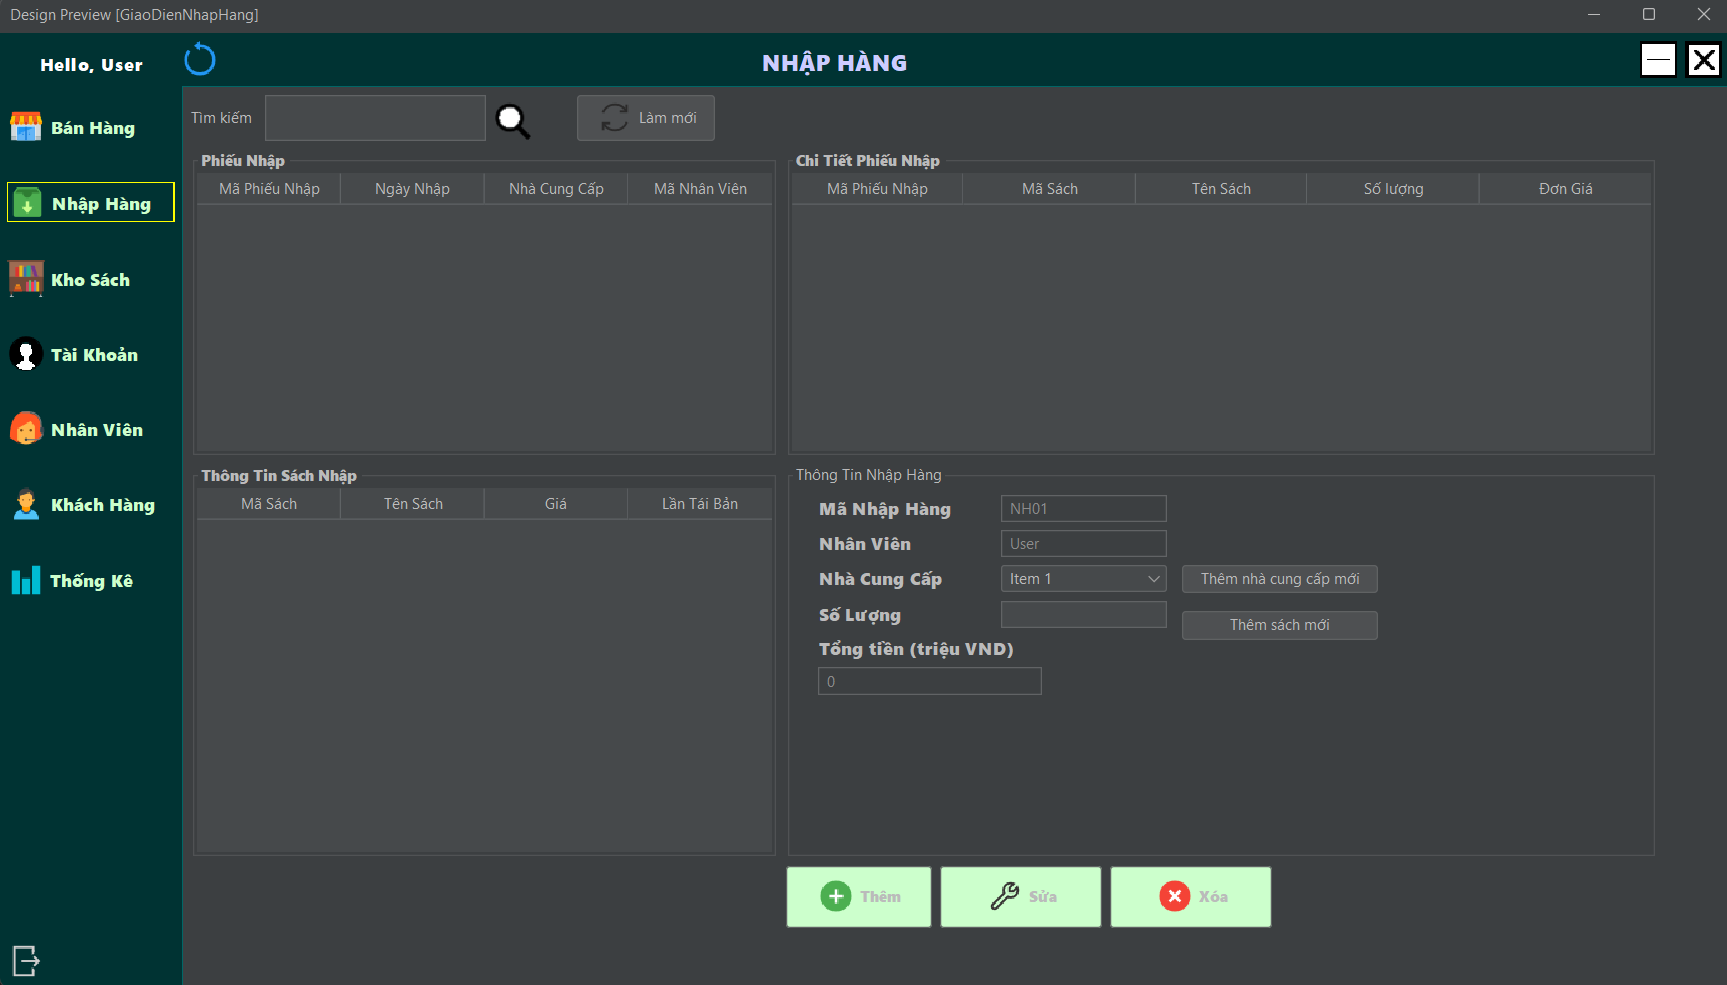 Design Preview [GiaoDienNhapHang]
Hello, User
NHẬP HÀNG
Bán Hàng
Nhập Hàng
Kho Sách
Tài Khoản
Nhân Viên
Khách Hàng
Thống Kê
Tìm kiếm
Làm mới
Phiếu Nhập
Mã Phiếu Nhập Ngày Nhập Nhà Cung Cấp Mã Nhân Viên
Chi Tiết Phiếu Nhập
Mã Phiếu Nhập Mã Sách Tên Sách Số lượng Đơn Giá
Thông Tin Sách Nhập
Mã Sách Tên Sách Giá Lần Tái Bản
Thông Tin Nhập Hàng
Mã Nhập Hàng NH01
Nhân Viên User
Nhà Cung Cấp Item 1 Thêm nhà cung cấp mới
Số Lượng
Thêm sách mới
Tổng tiền (triệu VND)
0
Thêm Sửa Xóa